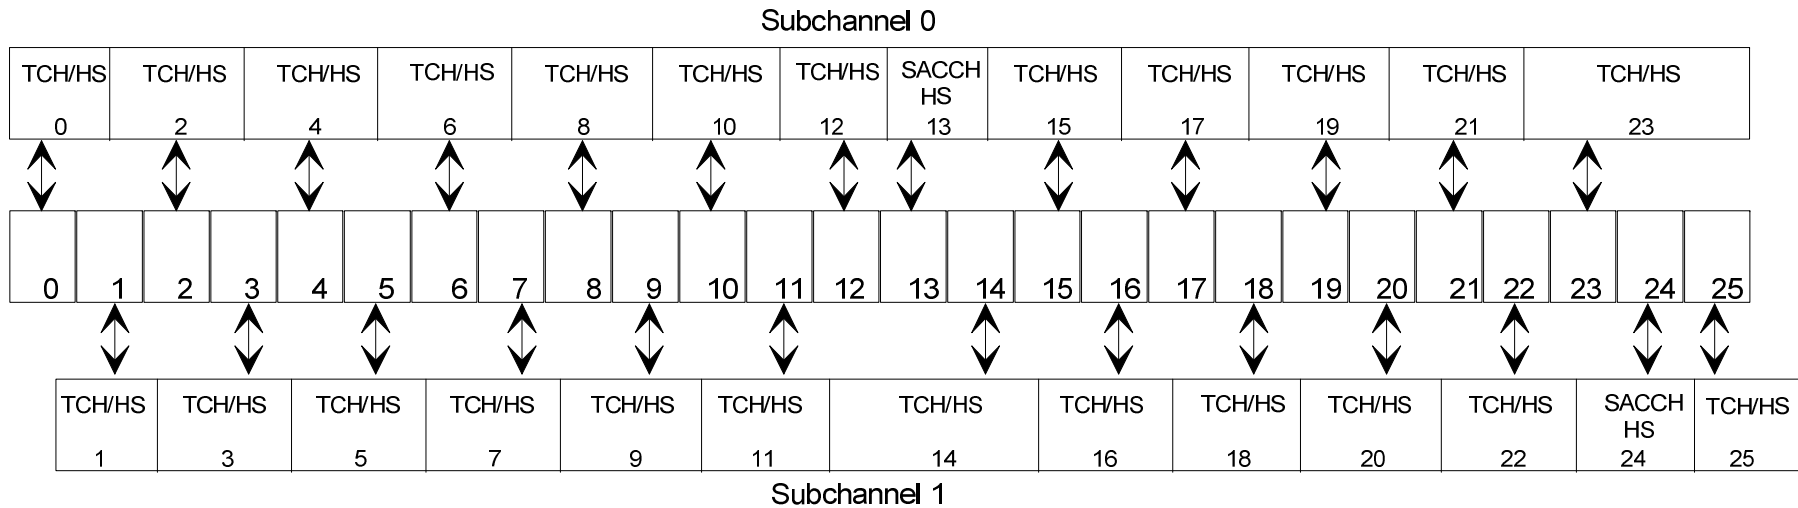 Subchannel 0
TCH/HS TCH/HS TCH/HS TCH/HS TCH/HS TCH/HS TCH/HS SACCH TCH/HS TCH/HS TCH/HS TCH/HS TCH/HS
HS
0 2 4 6 8 10 12 13 15 17 19 21 23
0 1 2 3 4 5 6 7 8 9 10 11 12 13 14 15 16 17 18 19 20 21 22 23 24 25
TCH/HS TCH/HS TCH/HS TCH/HS TCH/HS TCH/HS TCH/HS TCH/HS TCH/HS TCH/HS TCH/HS SACCH TCH/HS
HS
1 3 5 7 9 11 14 16 18 20 22 24 25
Subchannel 1